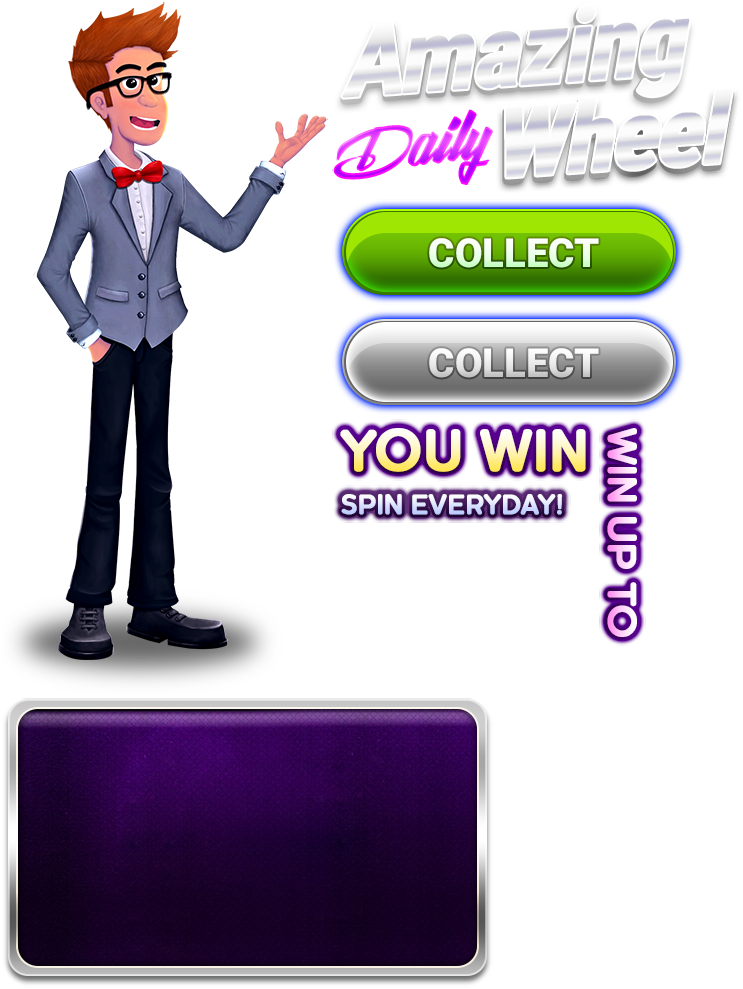 Amazing
Daily Wheel
COLLECT
COLLECT
YOU WIN
SPIN EVERYDAY!
WIN UP TO